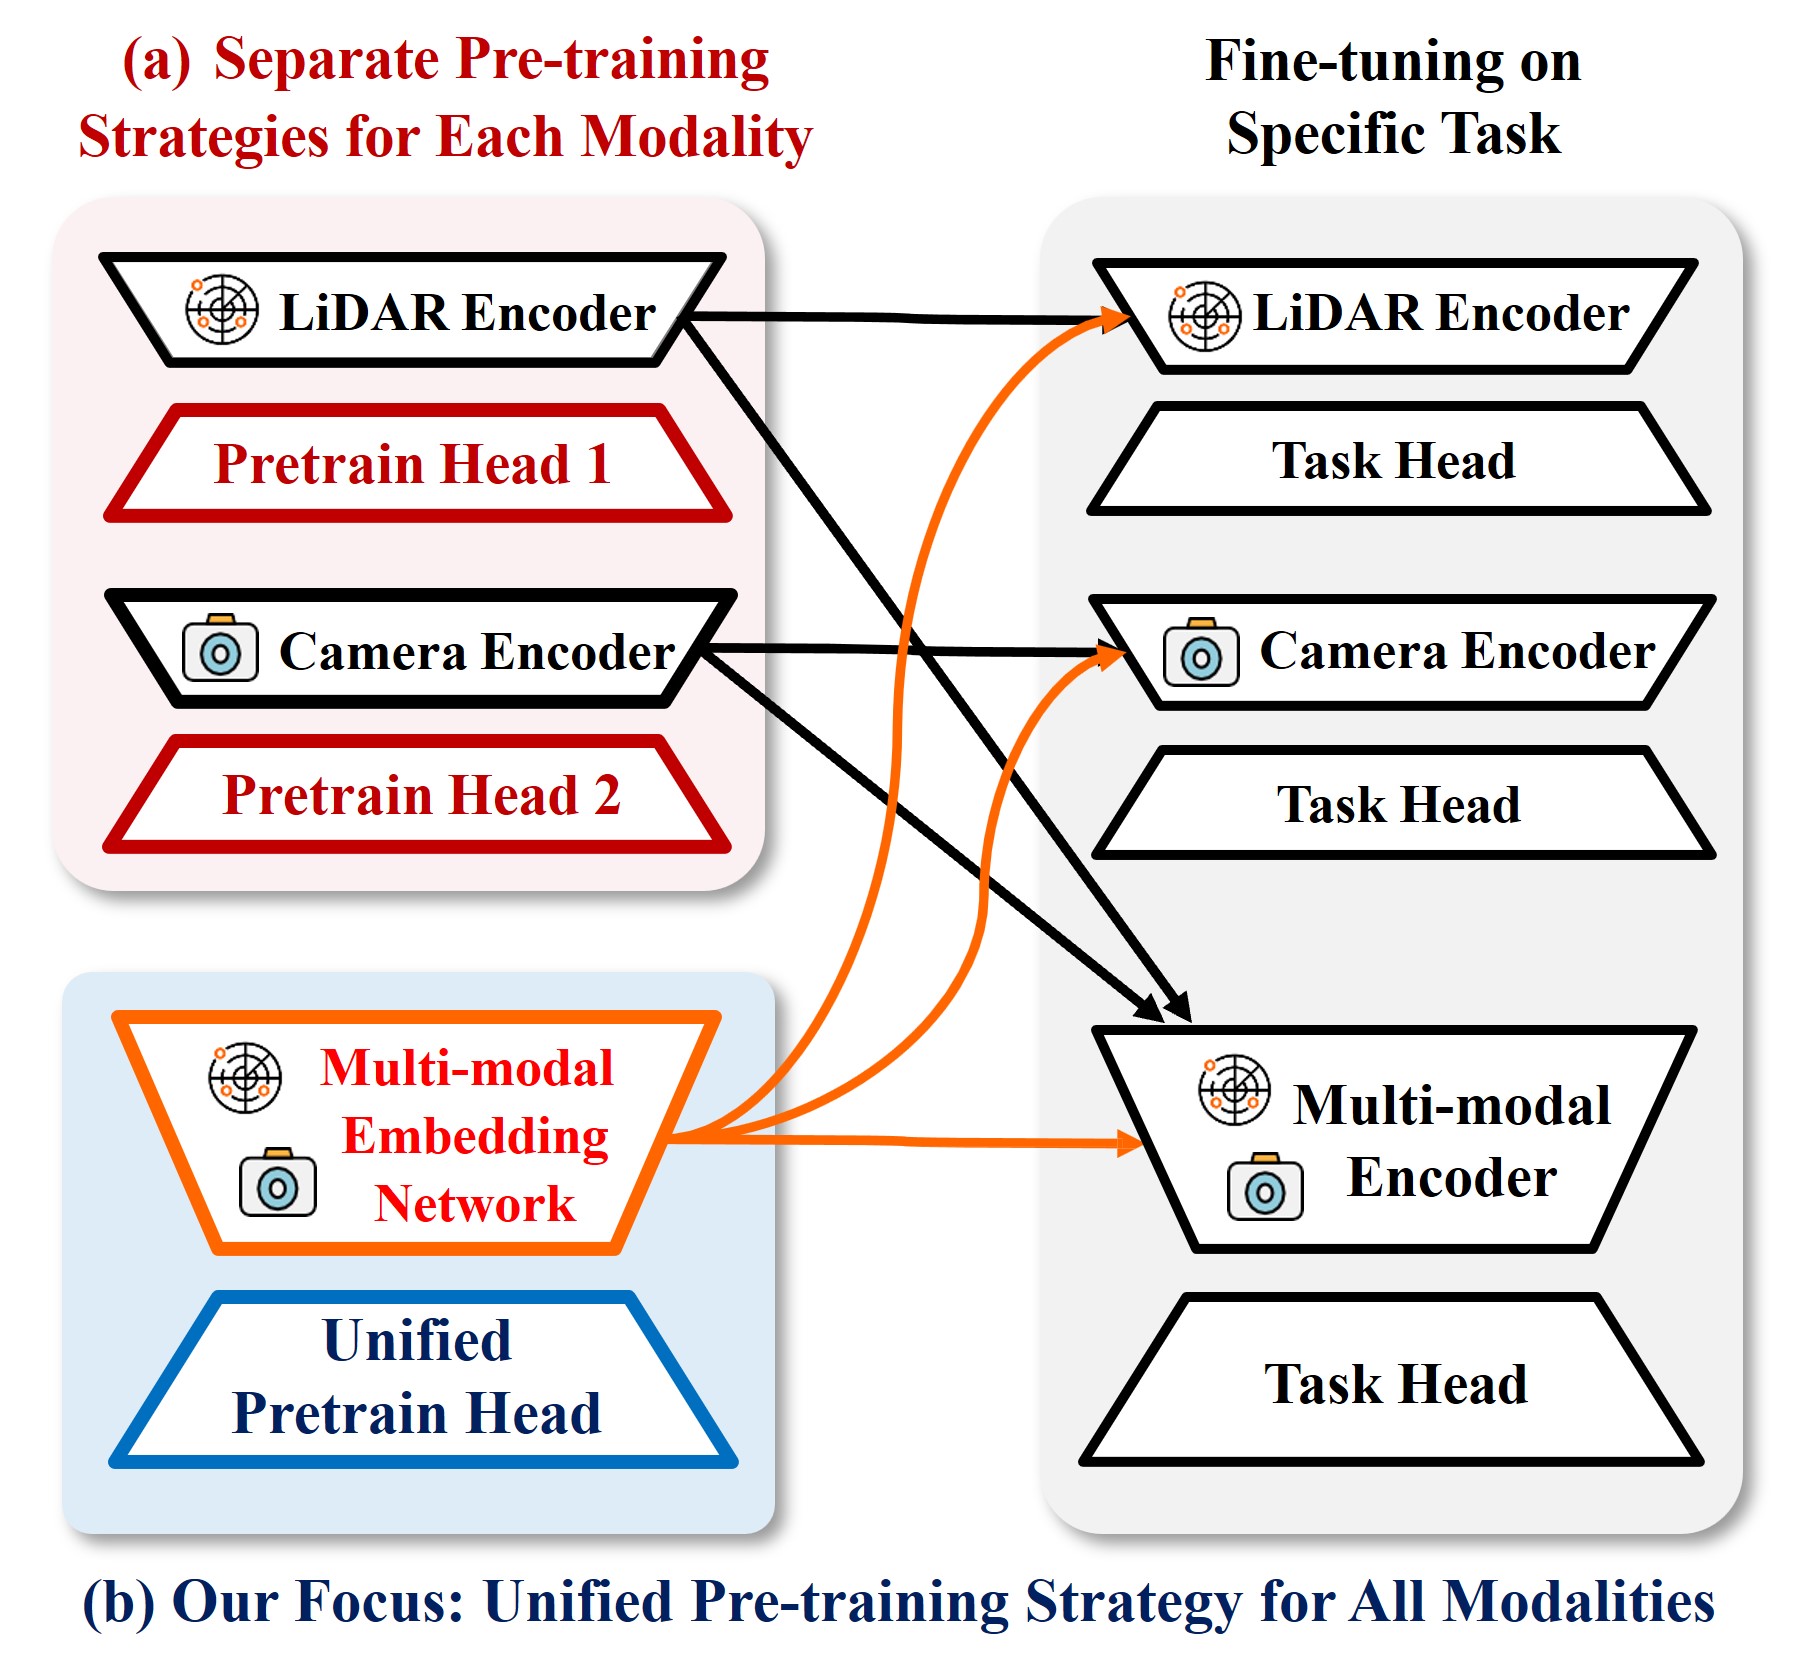 (a) Separate Pre-training
Strategies for Each Modality
LiDAR Encoder
Pretrain Head 1
Camera Encoder
Pretrain Head 2
Multi-modal
Embedding
Network
Unified
Pretrain Head
Fine-tuning on
Specific Task
LiDAR Encoder
Task Head
Camera Encoder
Task Head
Multi-modal
Encoder
Task Head
(b) Our Focus: Unified Pre-training Strategy for All Modalities